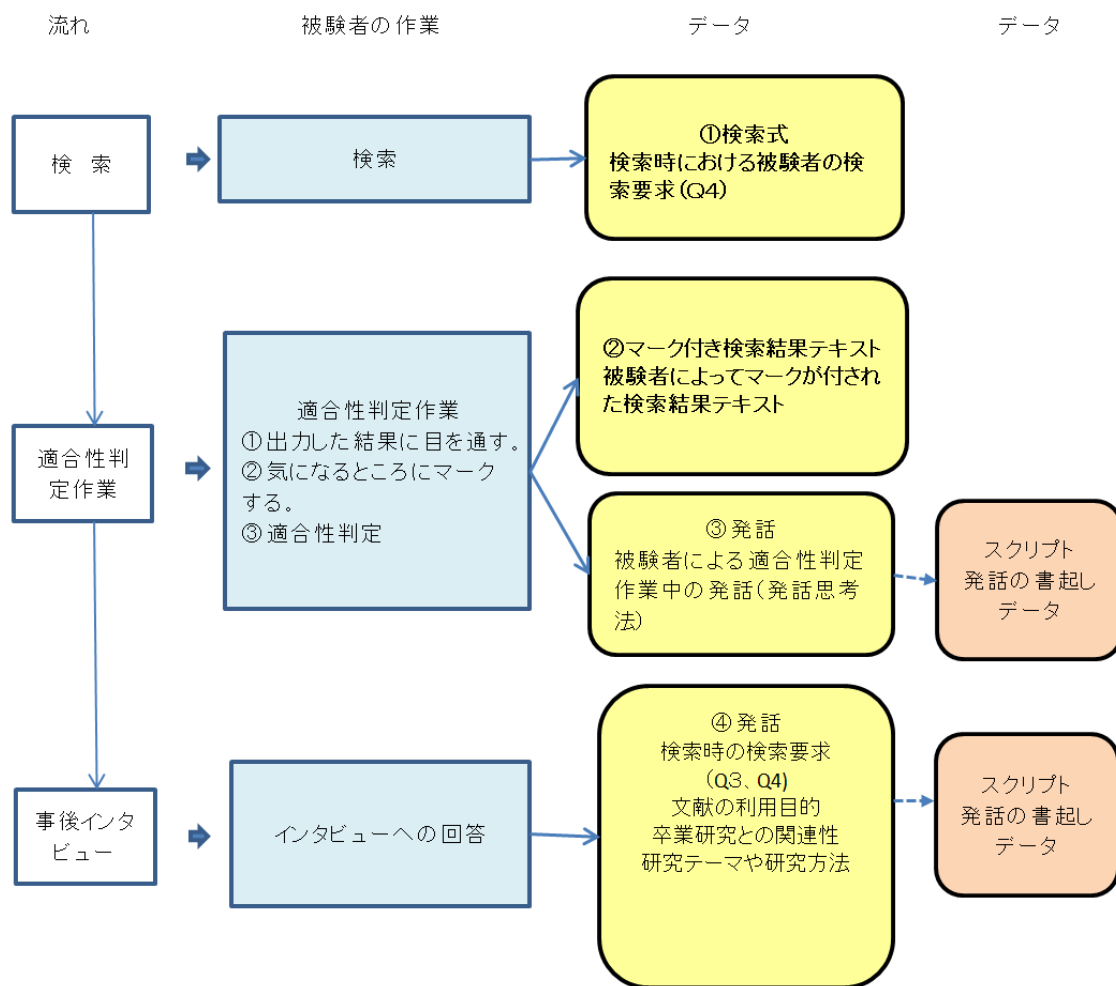 流れ
被験者の作業
データ
データ
検 索
検索
①検索式
検索時における被験者の検
索要求(Q4)
適合性判
定作業
適合性判定作業
①出力した結果に目を通す。
②気になるところにマーク
する。
③適合性判定
②マーク付き検索結果テキスト
被験者によってマークが付され
た検索結果テキスト
③発話
被験者による適合性判定
作業中の発話(発話思考
法)
スクリプト
発話の書起し
データ
事後インタ
ビュー
インタビューへの回答
④発話
検索時の検索要求
(Q3、Q4)
文献の利用目的
卒業研究との関連性
研究テーマや研究方法
スクリプト
発話の書起し
データ